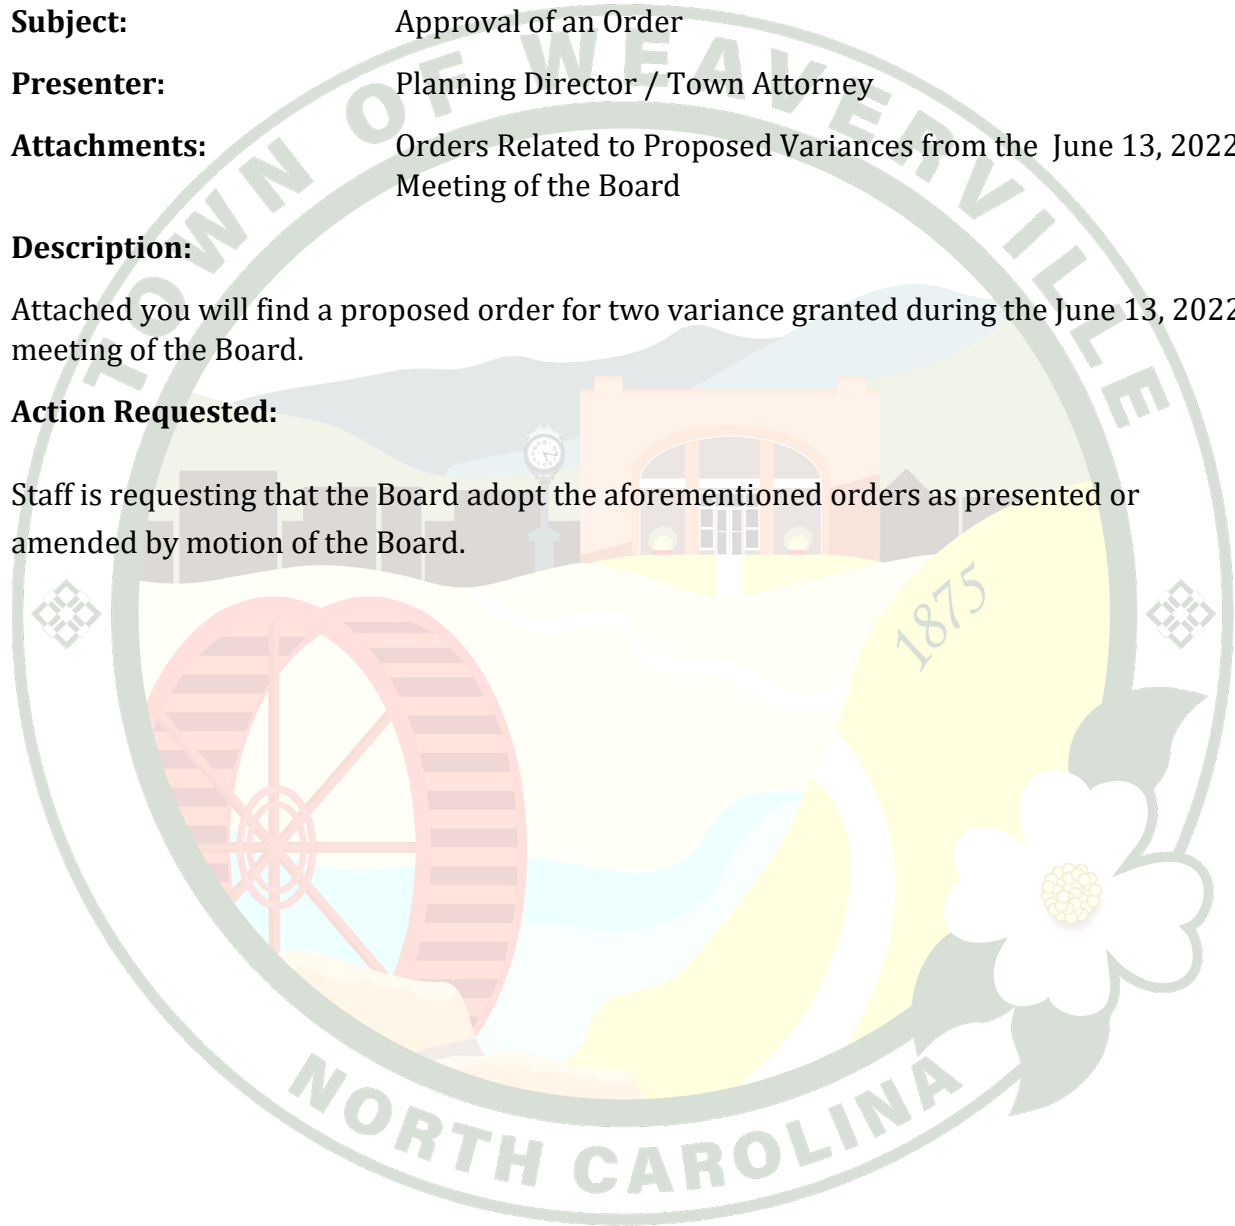 Subject: Approval of an Order
Presenter: Planning Director / Town Attorney
Attachments: Orders Related to Proposed Variances from the June 13, 2022
Meeting of the Board
Description:
Attached you will find a proposed order for two variance granted during the June 13, 2022
meeting of the Board.
Action Requested:
Staff is requesting that the Board adopt the aforementioned orders as presented or
amended by motion of the Board.
TOWN OF WEAVERVILLE
1875
NORTH CAROLINA